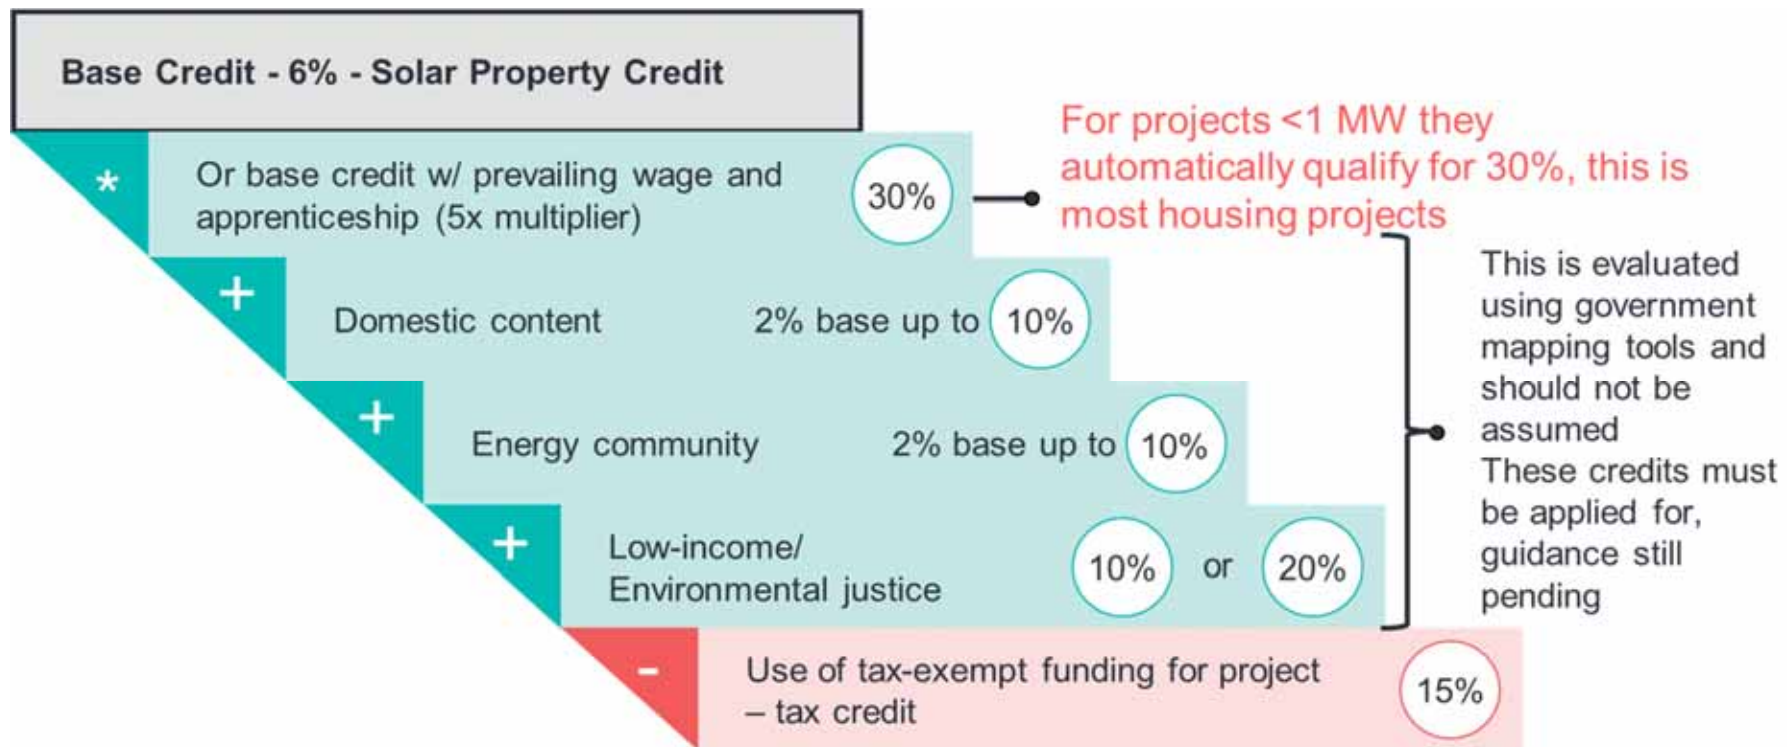 Base Credit - 6% - Solar Property Credit
*
Or base credit w/ prevailing wage and
apprenticeship (5x multiplier)
30%
For projects <1 MW they
automatically qualify for 30%, this is
most housing projects
+
Domestic content
2% base up to
10%
+
Energy community
2% base up to
10%
+
Low-income/
Environmental justice
10%
or
20%
This is evaluated
using government
mapping tools and
should not be
assumed
These credits must
be applied for,
guidance still
pending
-
Use of tax-exempt funding for project
– tax credit
15%